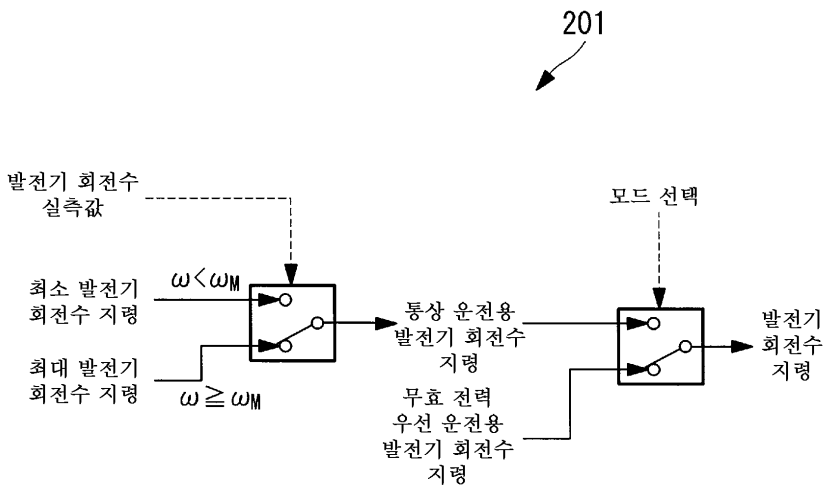 201
발전기 회전수
실측값
모드 선택
최소 발전기
회전수 지령
ω<ωM
최대 발전기
회전수 지령
ω≧ωM
통상 운전용
발전기 회전수
지령
무효 전력
우선 운전용
발전기 회전수
지령
발전기
회전수
지령